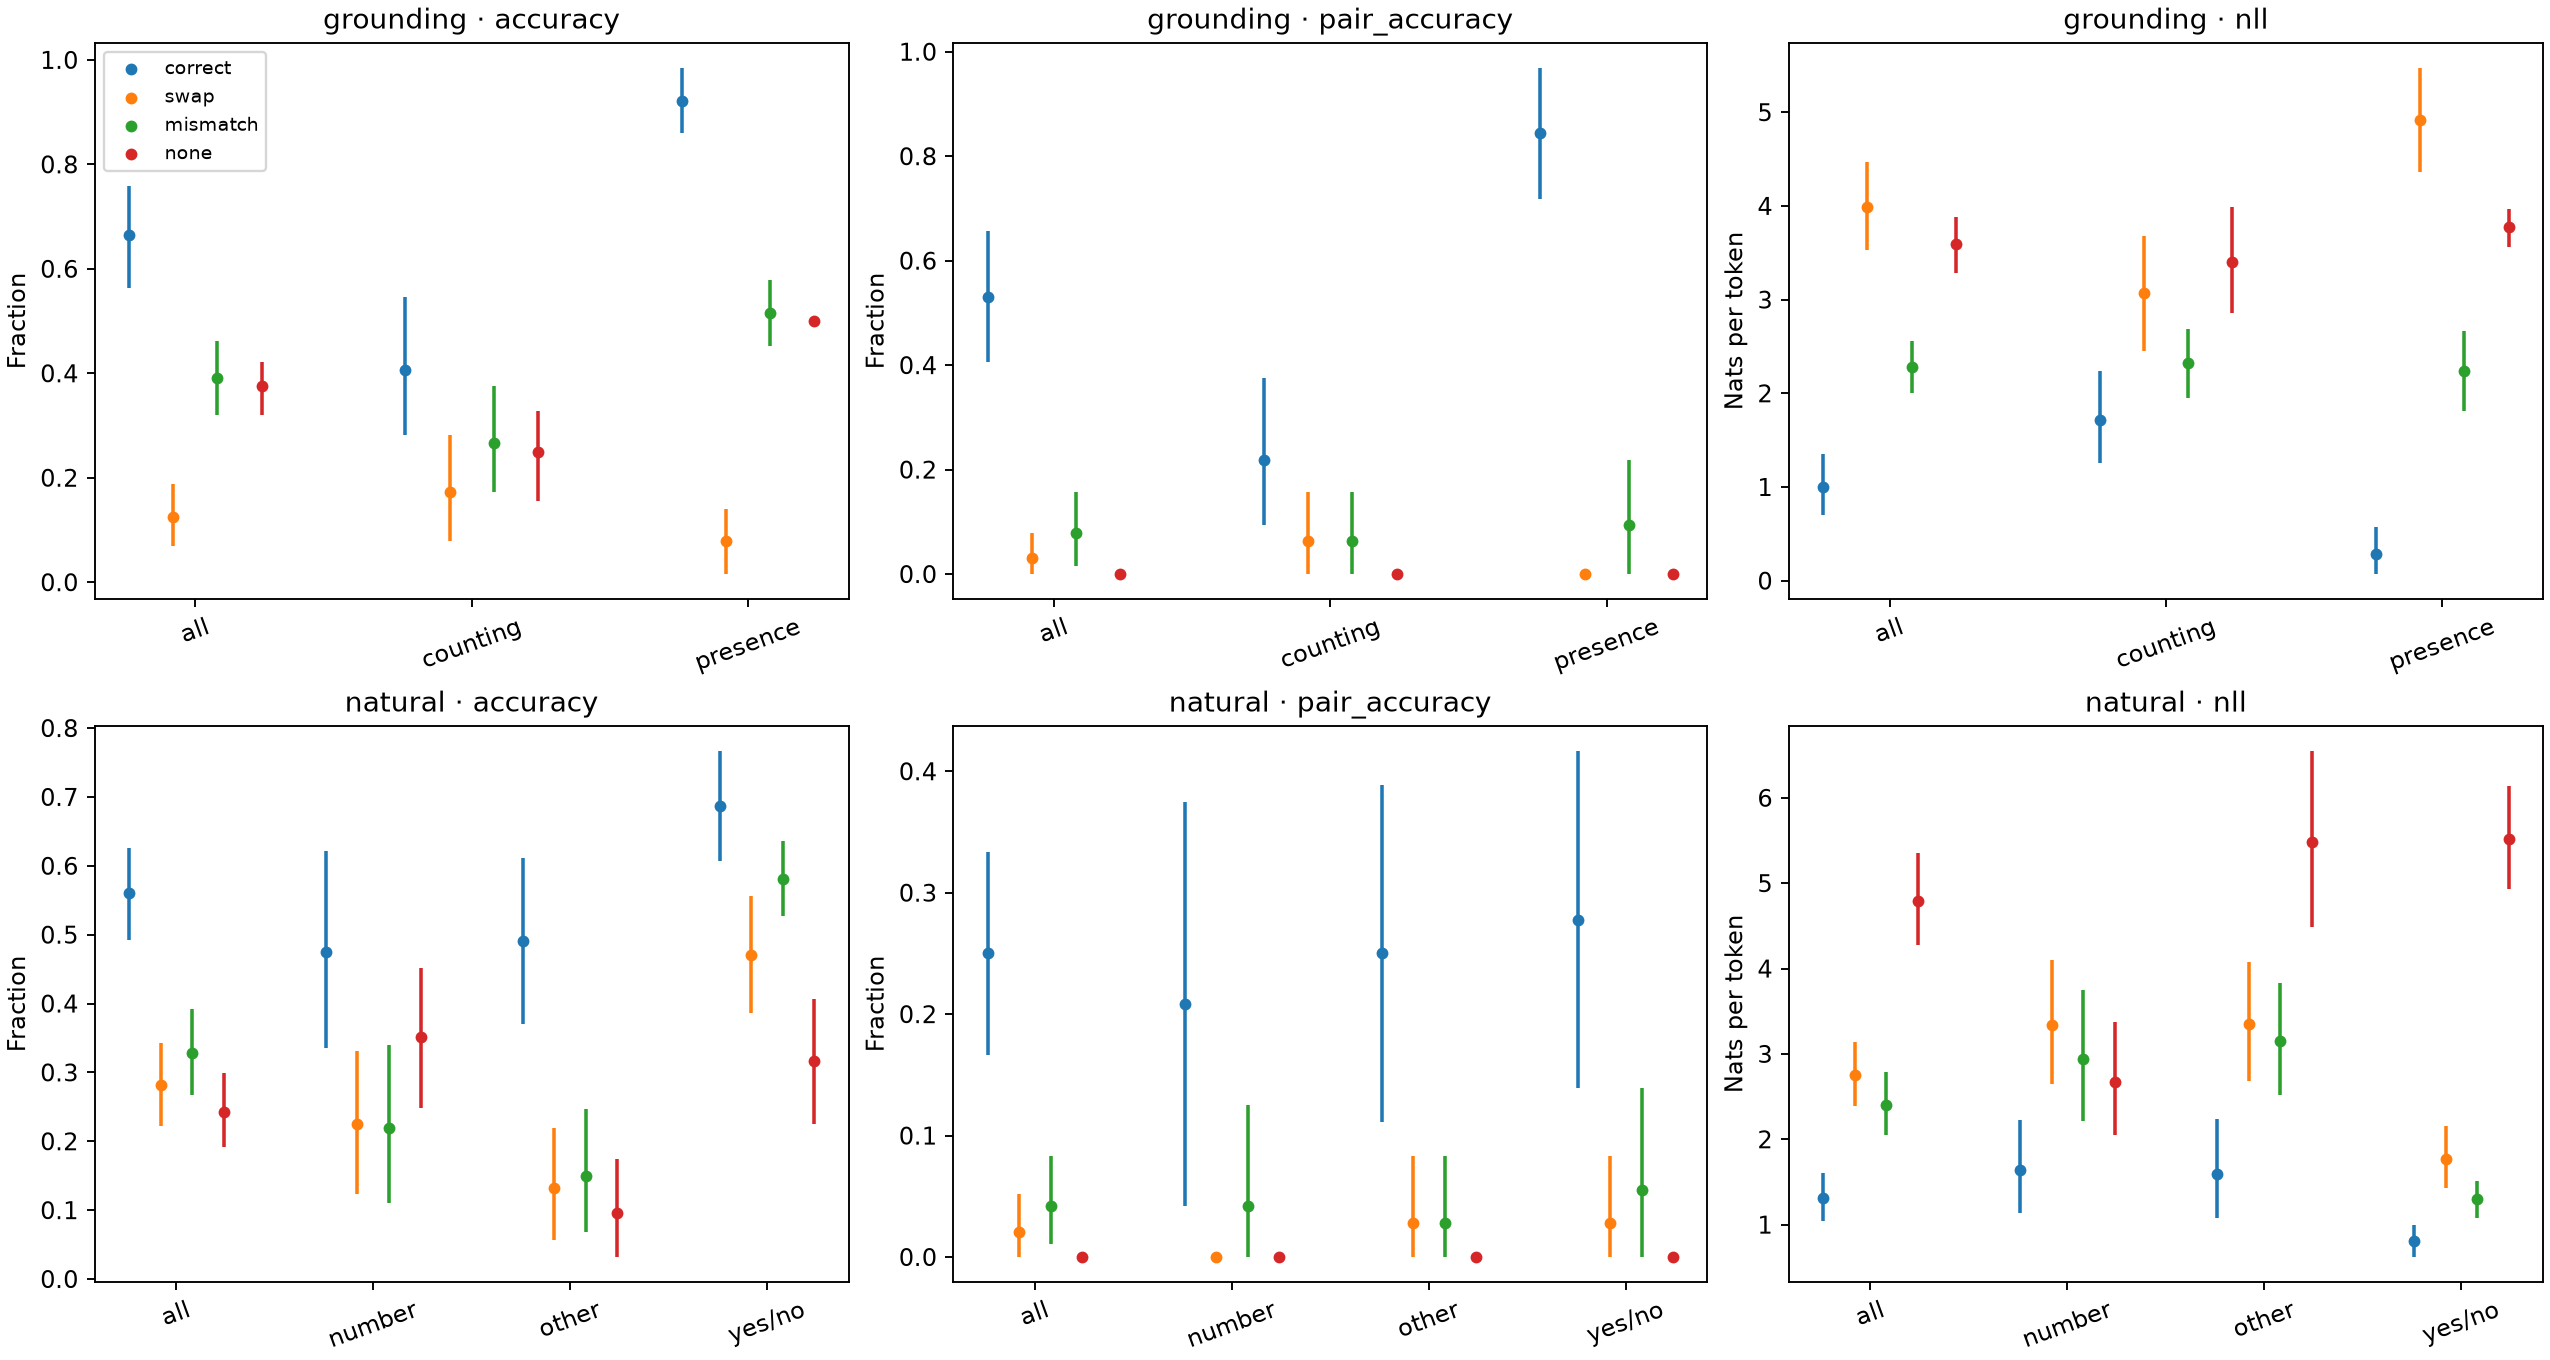 grounding · accuracy
1.0
0.8
0.6
0.4
0.2
0.0
Fraction
correct
swap
mismatch
none
all
counting
presence
grounding · pair_accuracy
1.0
0.8
0.6
0.4
0.2
0.0
Fraction
all
counting
presence
grounding · nll
5
4
3
2
1
0
Nats per token
all
counting
presence
natural · accuracy
0.8
0.7
0.6
0.5
0.4
0.3
0.2
0.1
0.0
Fraction
all
number
other
yes/no
natural · pair_accuracy
0.4
0.3
0.2
0.1
0.0
Fraction
all
number
other
yes/no
natural · nll
6
5
4
3
2
1
Nats per token
all
number
other
yes/no